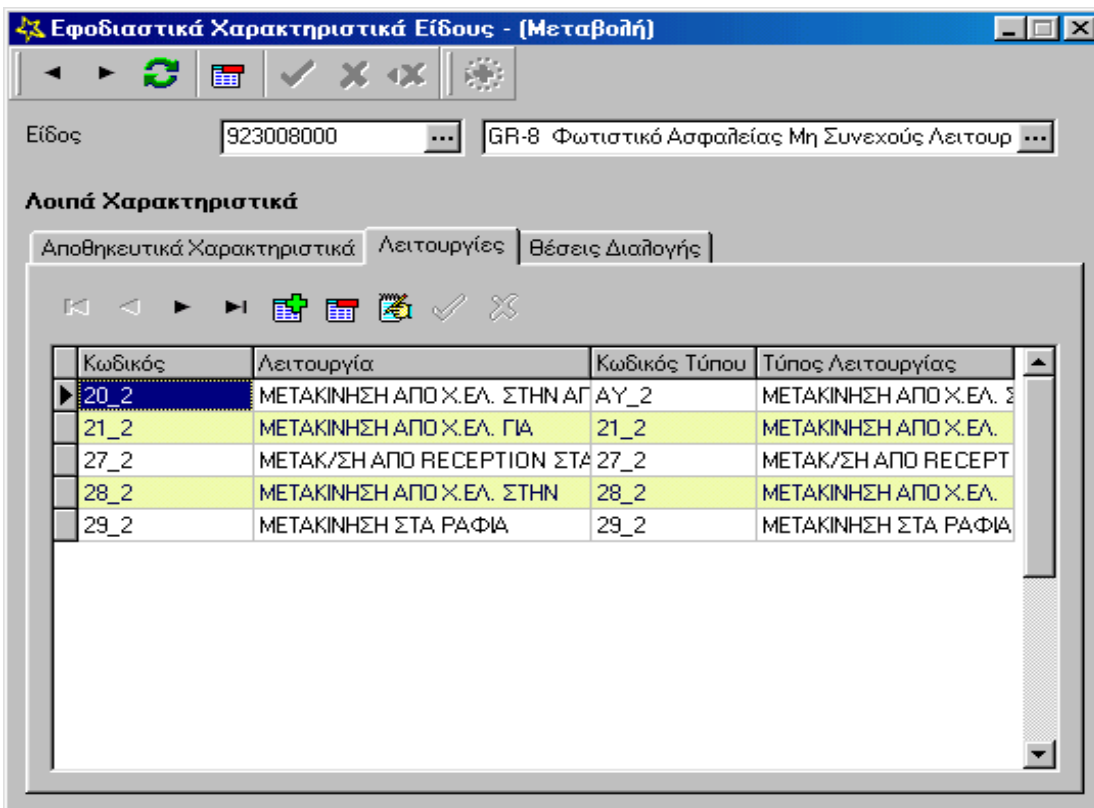 Εφοδιαστικά Χαρακτηριστικά Είδους - (Μεταβολή)
Είδος 923008000 ... GR-8 Φωτιστικό Ασφαλείας Μη Συνεχούς Λειτουρ ...
Λοιπά Χαρακτηριστικά
Αποθηκευτικά Χαρακτηριστικά Λειτουργίες Θέσεις Διαλογής
Κωδικός Λειτουργία Κωδικός Τύπου Τύπος Λειτουργίας
20_2 ΜΕΤΑΚΙΝΗΣΗ ΑΠΟ Χ.ΕΛ. ΣΤΗΝ ΑΠ ΑΥ_2 ΜΕΤΑΚΙΝΗΣΗ ΑΠΟ Χ.ΕΛ. Σ
21_2 ΜΕΤΑΚΙΝΗΣΗ ΑΠΟ Χ.ΕΛ. ΓΙΑ 21_2 ΜΕΤΑΚΙΝΗΣΗ ΑΠΟ Χ.ΕΛ.
27_2 ΜΕΤΑΚ/ΣΗ ΑΠΟ RECEPTION ΣΤΑ 27_2 ΜΕΤΑΚ/ΣΗ ΑΠΟ RECEPT
28_2 ΜΕΤΑΚΙΝΗΣΗ ΑΠΟ Χ.ΕΛ. ΣΤΗΝ 28_2 ΜΕΤΑΚΙΝΗΣΗ ΑΠΟ Χ.ΕΛ.
29_2 ΜΕΤΑΚΙΝΗΣΗ ΣΤΑ ΡΑΦΙΑ 29_2 ΜΕΤΑΚΙΝΗΣΗ ΣΤΑ ΡΑΦΙΑ